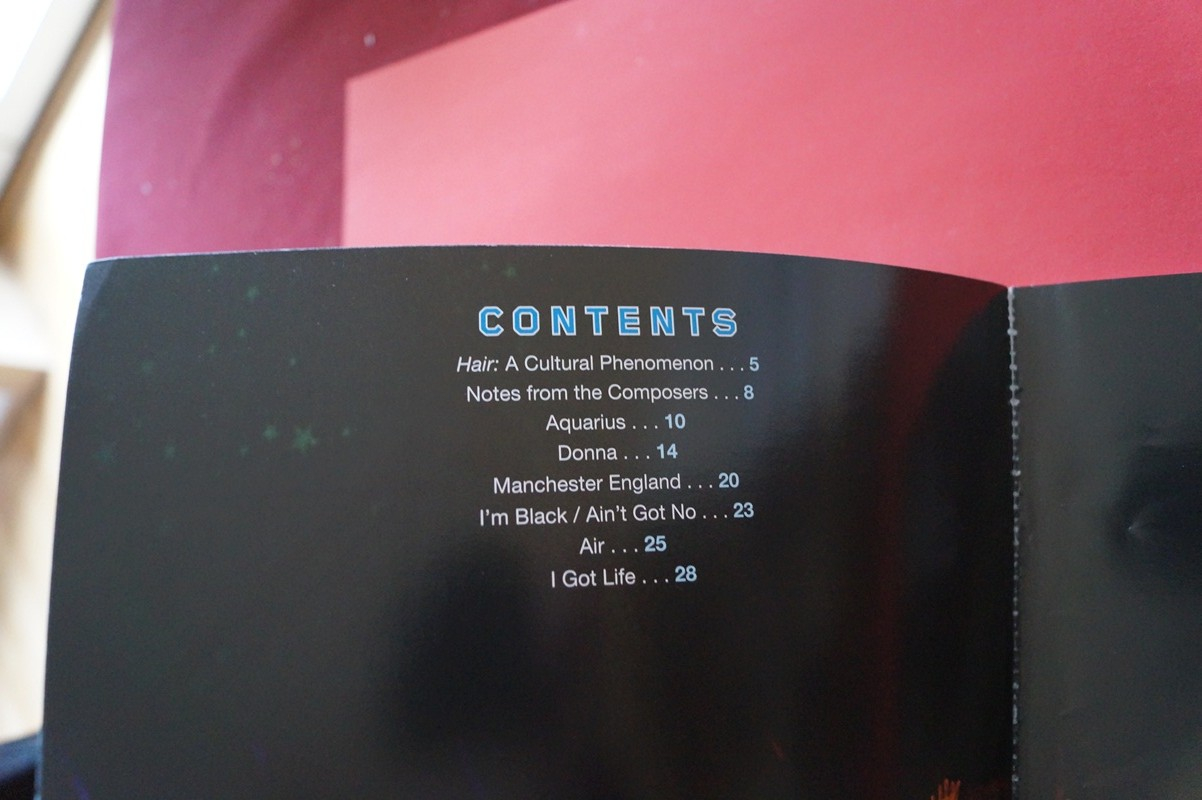 CONTENTS
Hair: A Cultural Phenomenon . . . 5
Notes from the Composers . . . 8
Aquarius . . . 10
Donna . . . 14
Manchester England . . . 20
I'm Black / Ain't Got No . . . 23
Air . . . 25
I Got Life . . . 28